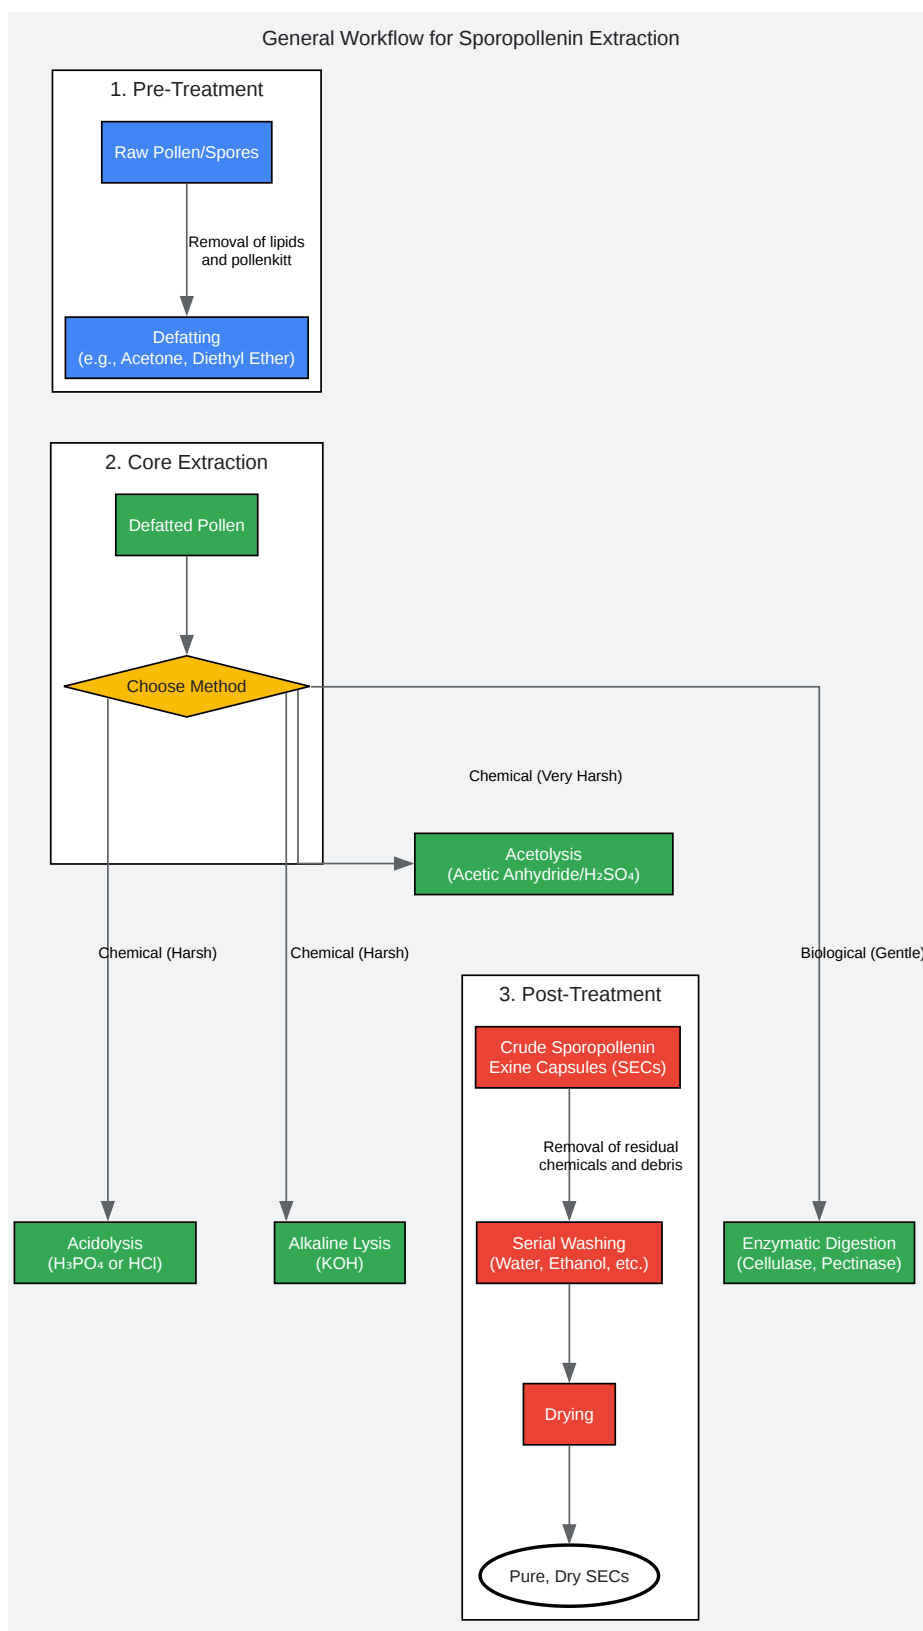 General Workflow for Sporopollenin Extraction
1. Pre-Treatment
Raw Pollen/Spores
Removal of lipids
and pollenkitt
Defatting
(e.g., Acetone, Diethyl Ether)
2. Core Extraction
Defatted Pollen
Choose Method
Chemical (Very Harsh)
Acetolysis
(Acetic Anhydride/H₂SO₄)
Chemical (Harsh)
Chemical (Harsh)
Biological (Gentle)
3. Post-Treatment
Crude Sporopollenin
Exine Capsules (SECs)
Removal of residual
chemicals and debris
Acidolysis
(H₃PO₄ or HCl)
Alkaline Lysis
(KOH)
Serial Washing
(Water, Ethanol, etc.)
Enzymatic Digestion
(Cellulase, Pectinase)
Drying
Pure, Dry SECs